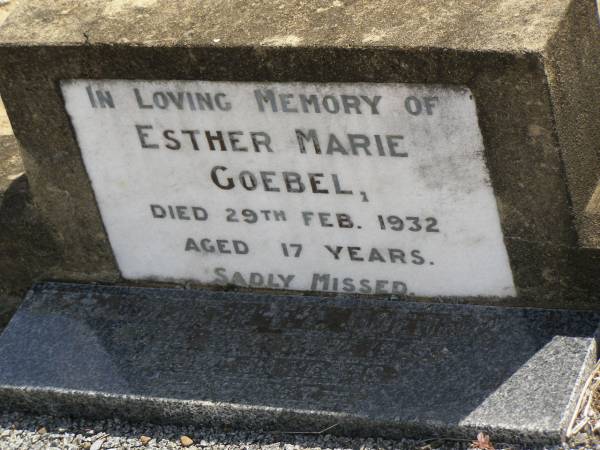 IN LOVING MEMORY OF
ESTHER MARIE
GOEBEL,
DIED 29TH FEB. 1932
AGED 17 YEARS.
SADLY MISSED.